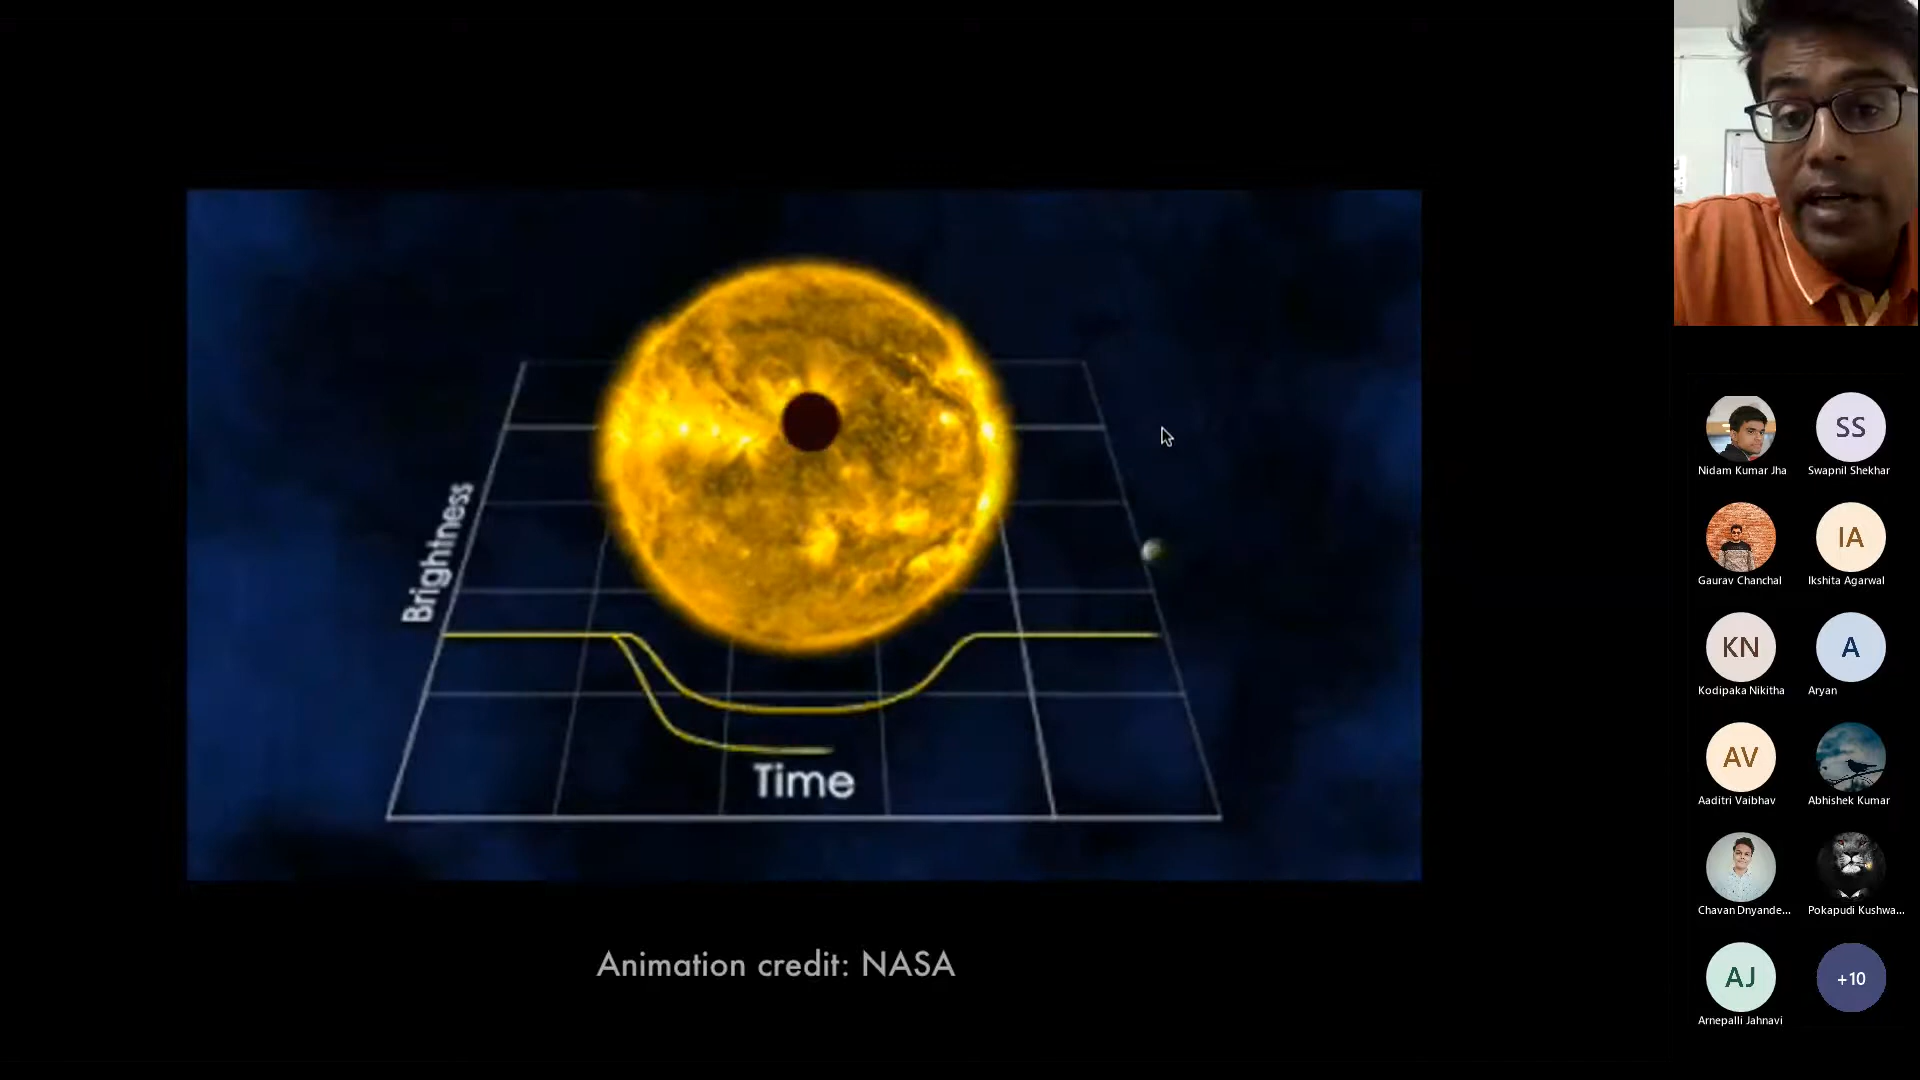 Brightness
Time
Animation credit: NASA
Nidam Kumar Jha
SS
Swapnil Shekhar
Gaurav Chanchal
IA
Ikshita Agarwal
KN
Kodipaka Nikitha
A
Aryan
AV
Aaditri Vaibhav
Abhishek Kumar
Chavan Dnyande...
Pokapudi Kushwa...
AJ
Arnepalli Jahnavi
+10